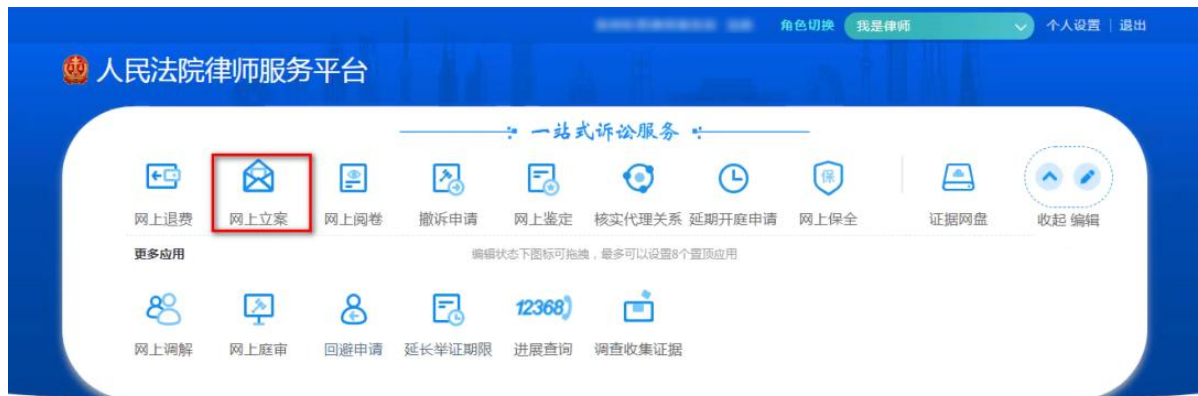 角色切换 我是律师 个人设置 | 退出
人民法院律师服务平台
一站式诉讼服务
保
网上退费 网上立案 网上阅卷 撤诉申请 网上鉴定 核实代理关系 延期开庭申请 网上保全 证据网盘 收起 编辑
更多应用 编辑状态下图标可拖拽，最多可以设置8个置顶应用
12368
网上调解 网上庭审 回避申请 延长举证期限 进展查询 调查收集证据